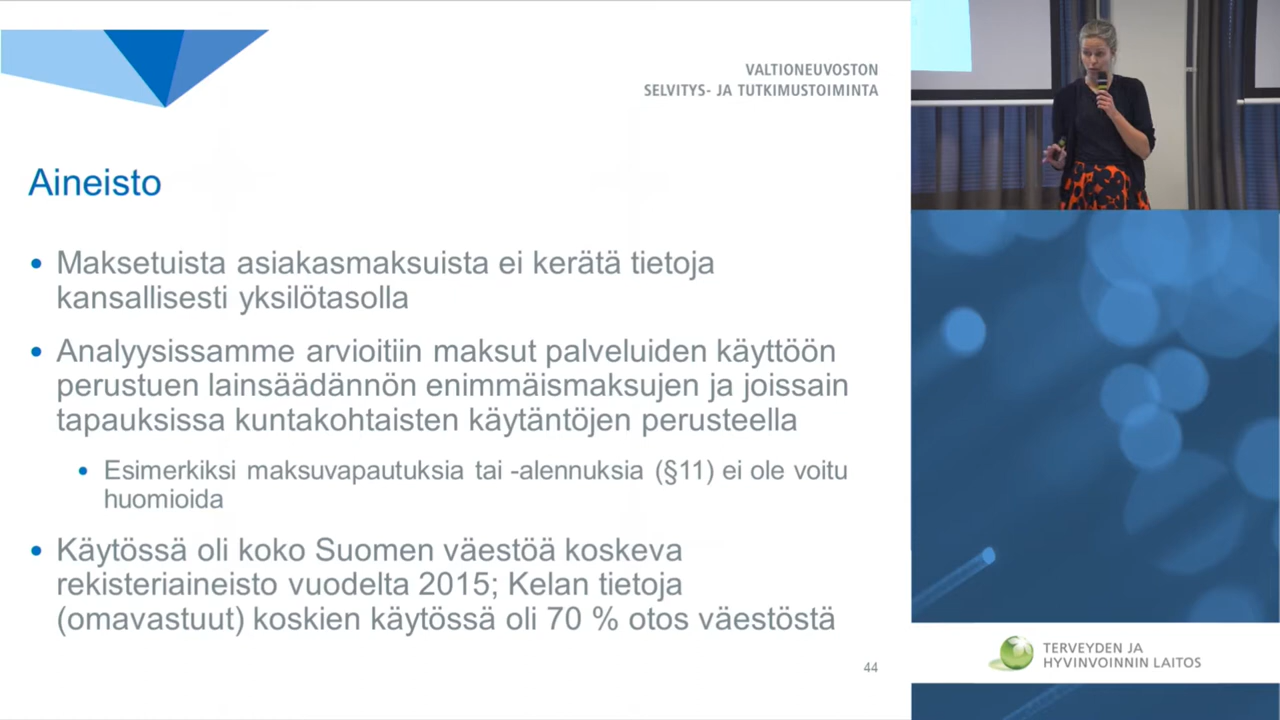 VALTIONEUVOSTON
SELVITYS- JA TUTKIMUSTOIMINTA
Aineisto
• Maksetuista asiakasmaksuista ei kerätä tietoja
kansallisesti yksilötasolla
• Analyysissamme arvioitiin maksut palveluiden käyttöön
perustuen lainsäädännön enimmäismaksujen ja joissain
tapauksissa kuntakohtaisten käytäntöjen perusteella
• Esimerkiksi maksuvapautuksia tai -alennuksia (§11) ei ole voitu
huomioida
• Käytössä oli koko Suomen väestöä koskeva
rekisteriaineisto vuodelta 2015; Kelan tietoja
(omavastuut) koskien käytössä oli 70 % otos väestöstä
44
TERVEYDEN JA
HYVINVOINNIN LAITOS